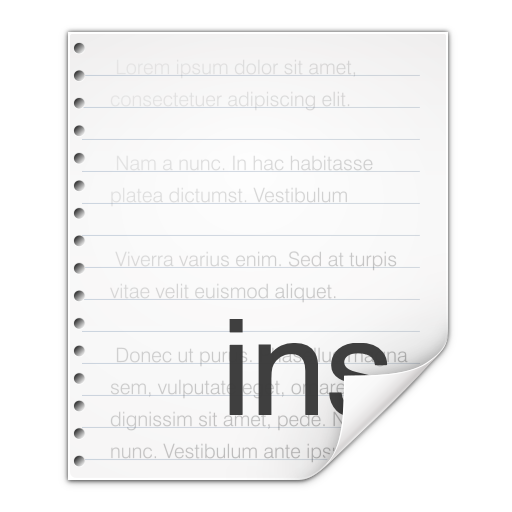 Lorem ipsum dolor sit amet,
consectetuer adipiscing elit.
Nam a nunc. In hac habitasse
platea dictumst. Vestibulum
Viverra varius enim. Sed at turpis
vitae velit euismod aliquet.
Donec ut
sem, vulputate eget,
dignissim sit amet, pede.
nunc. Vestibulum ante
ins